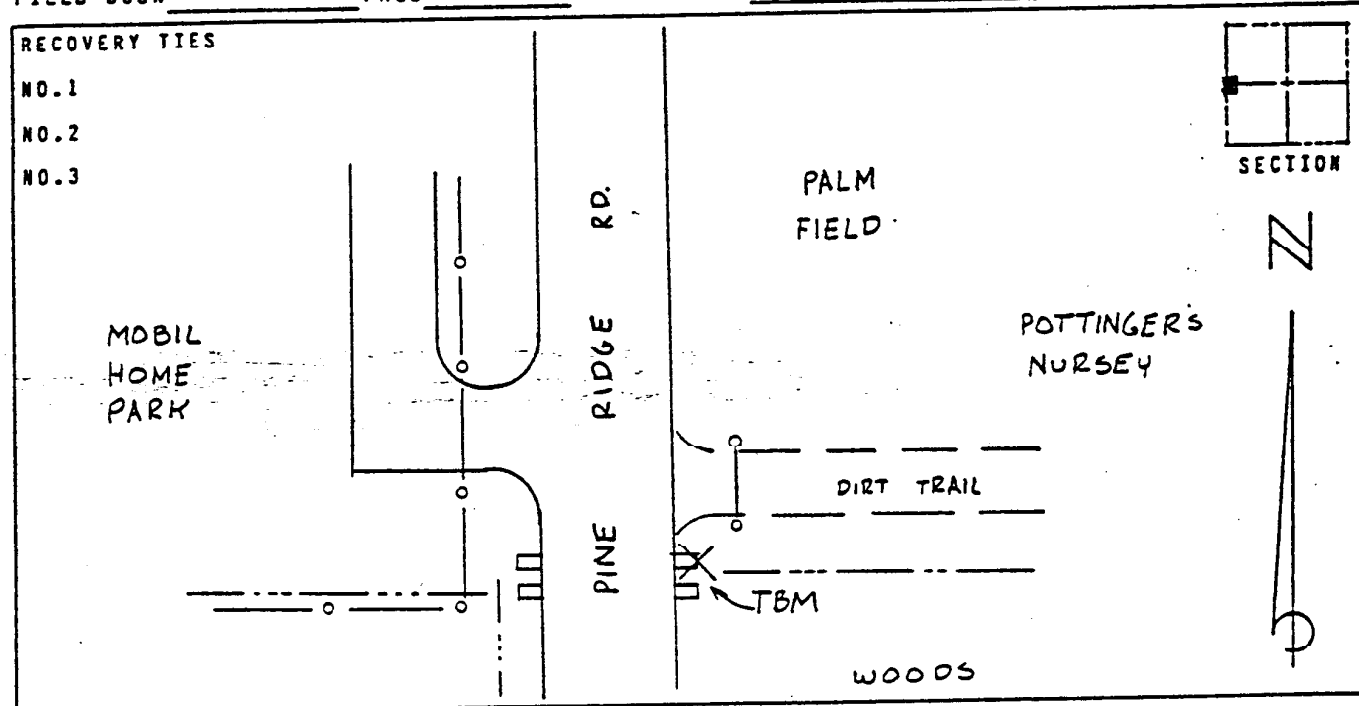 RECOVERY TIES
NO.1
NO.2
NO.3
SECTION
PALM
FIELD
N
PINE RIDGE RD.
MOBIL
HOME
PARK
POTTINGER'S
NURSEY
DIRT TRAIL
TBM
WOODS